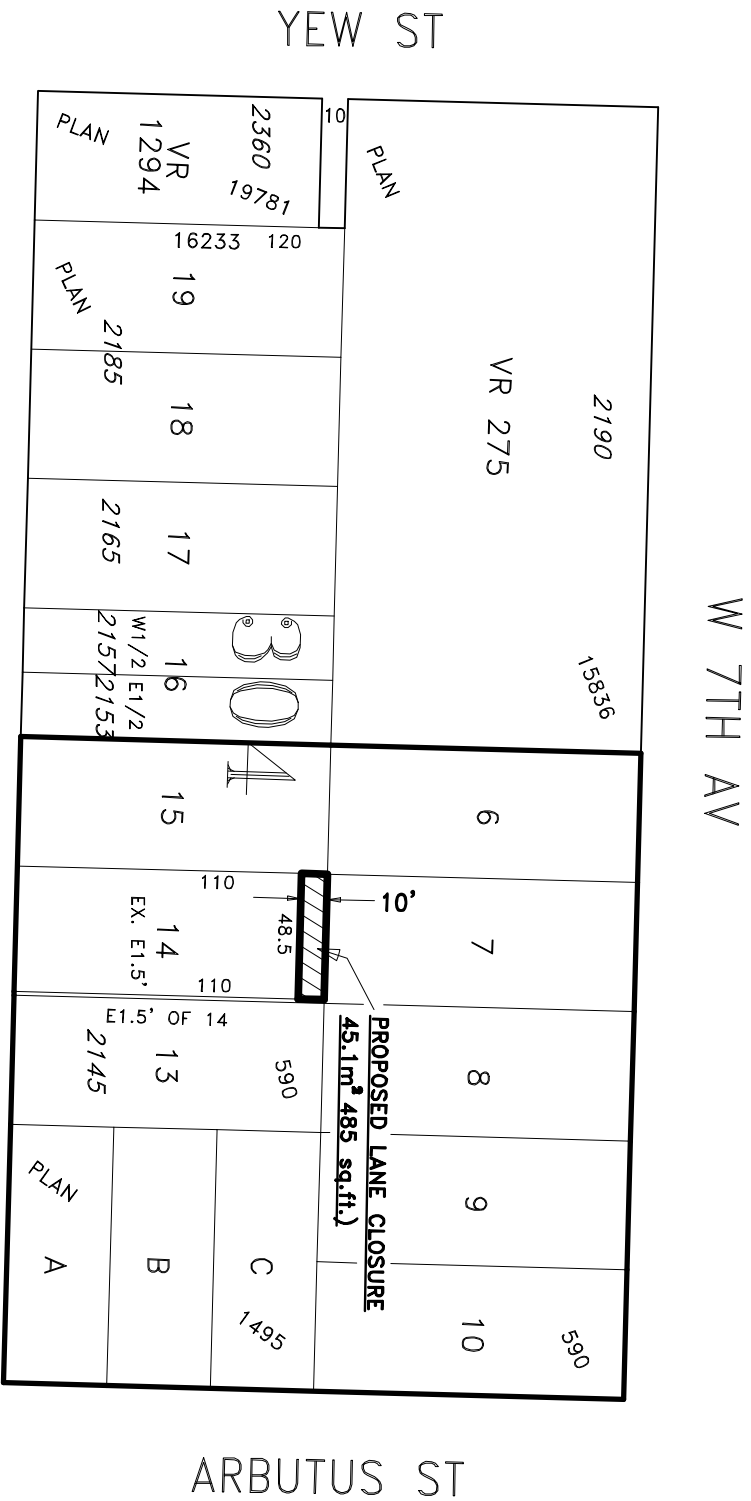 YEW ST
10
PLAN
VR
1294
2360
19781
PLAN
16233 120
19
PLAN
2185
18
VR 275
2190
2165
17
W 7TH AV
W1/2 E1/2
2157 2153
16
304
15836
15
6
110
10'
14
EX. E1.5'
48.5
7
110
E1.5' OF 14
2145
13
590
PROPOSED LANE CLOSURE
45.1m² 485 sq.ft.)
8
9
PLAN
A
B
C
1495
10
590
ARBUTUS ST